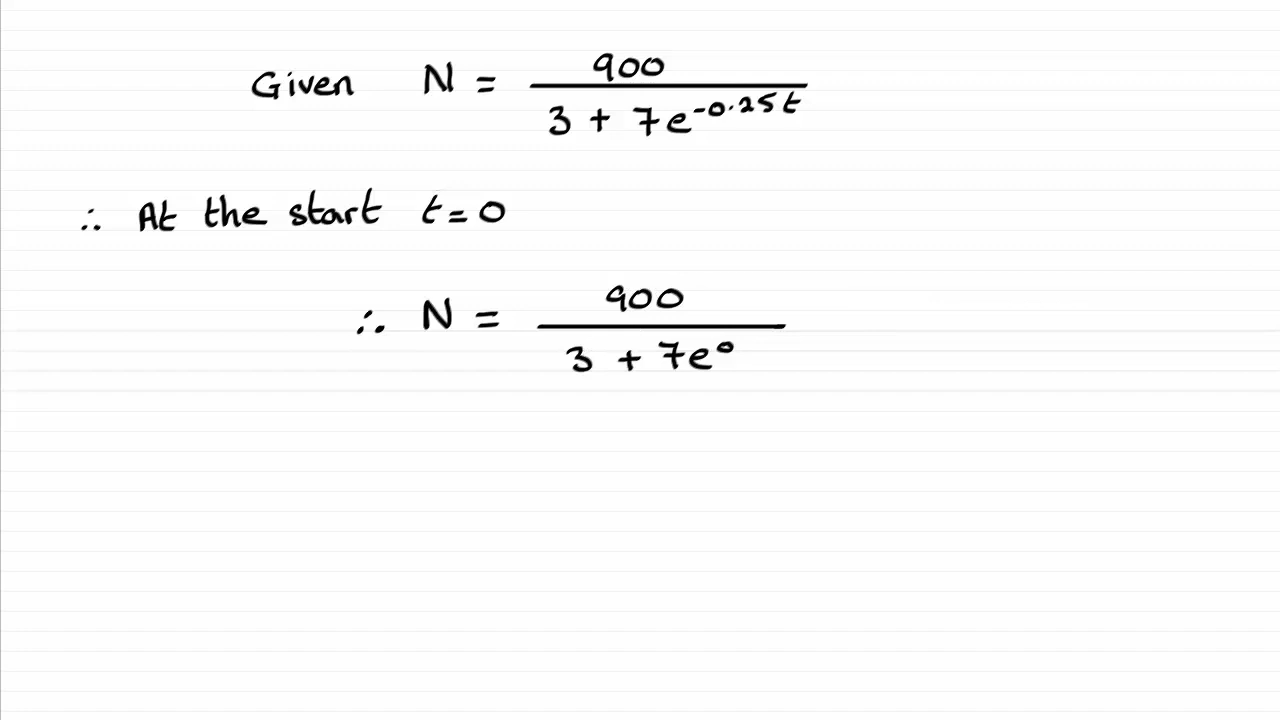 Given N = 900 / (3 + 7e^(-0.25t))
∴ At the start t = 0
∴ N = 900 / (3 + 7e^0)